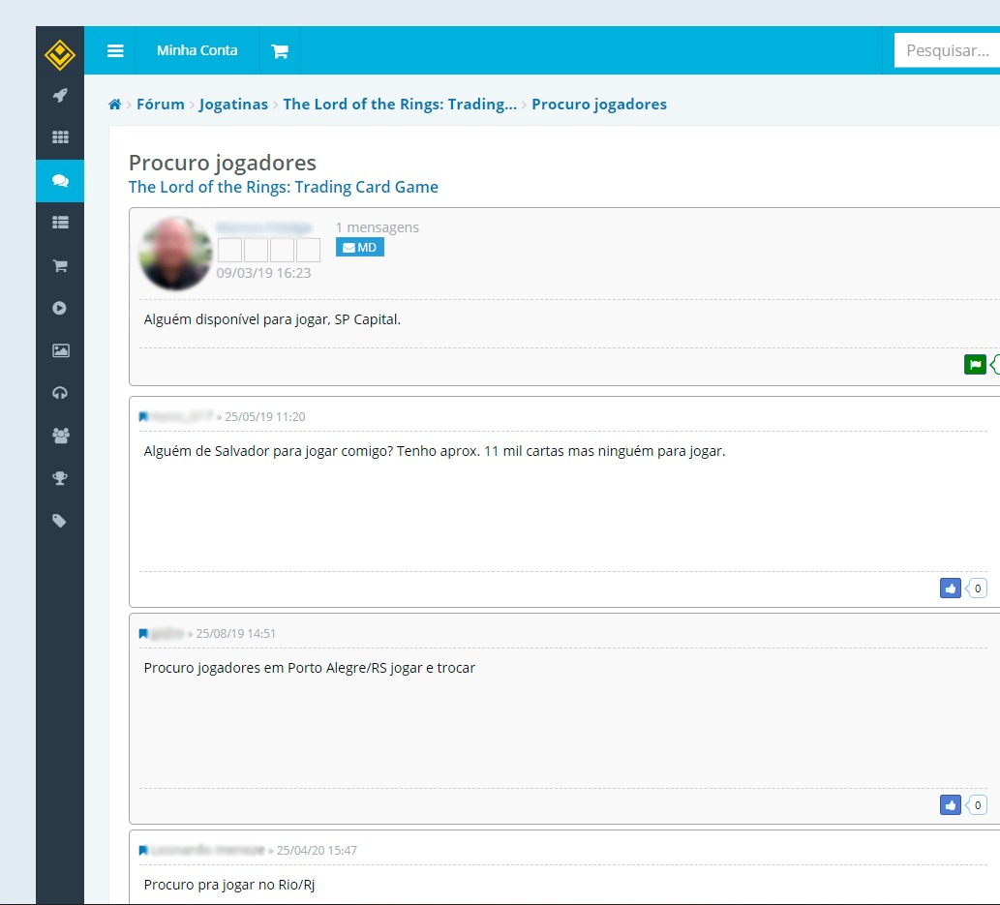 Minha Conta
Pesquisar...
Fórum > Jogatinas > The Lord of the Rings: Trading... > Procuro jogadores
Procuro jogadores
The Lord of the Rings: Trading Card Game
1 mensagens
MD
09/03/19 16:23
Alguém disponível para jogar, SP Capital.
» 25/05/19 11:20
Alguém de Salvador para jogar comigo? Tenho aprox. 11 mil cartas mas ninguém para jogar.
0
» 25/08/19 14:51
Procuro jogadores em Porto Alegre/RS jogar e trocar
0
» 25/04/20 15:47
Procuro pra jogar no Rio/Rj